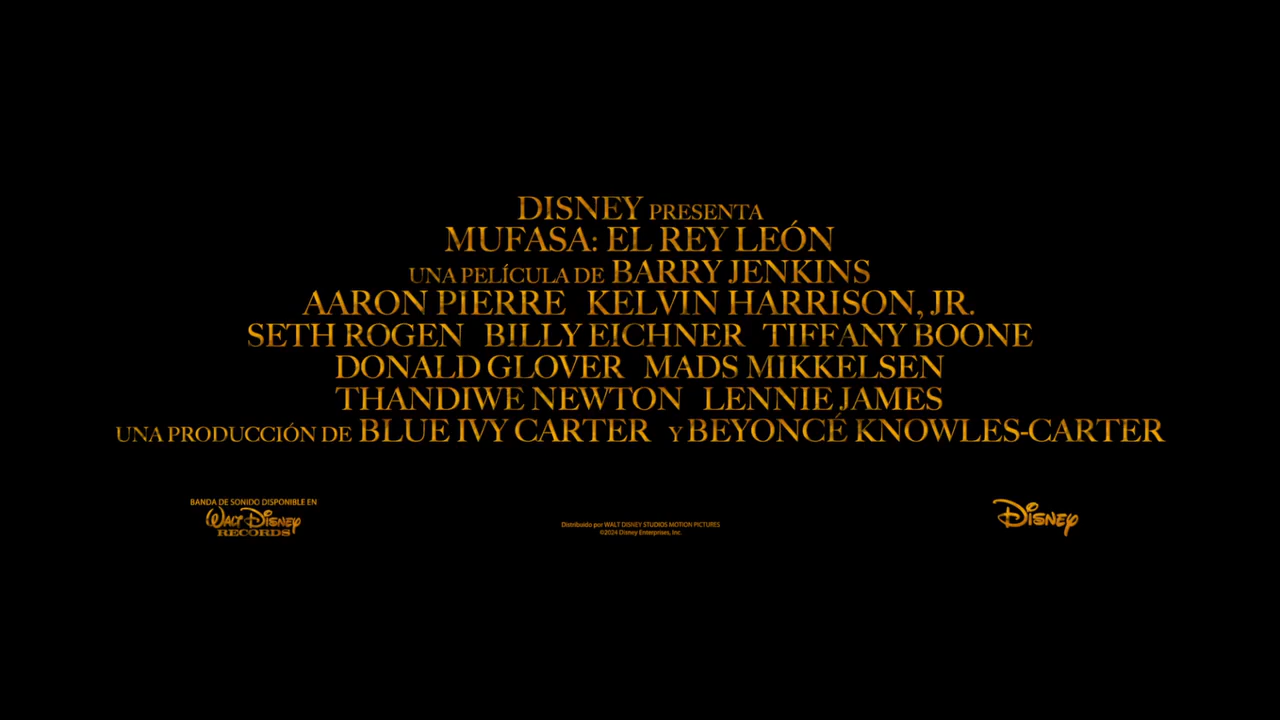 DISNEY PRESENTA
MUFASA: EL REY LEÓN
UNA PELÍCULA DE BARRY JENKINS
AARON PIERRE KELVIN HARRISON, JR.
SETH ROGEN BILLY EICHNER TIFFANY BOONE
DONALD GLOVER MADS MIKKELSEN
THANDIWE NEWTON LENNIE JAMES
UNA PRODUCCIÓN DE BLUE IVY CARTER Y BEYONCÉ KNOWLES-CARTER
BANDA DE SONIDO DISPONIBLE EN
WALT DISNEY
RECORDS
Distribuido por WALT DISNEY STUDIOS MOTION PICTURES
©2024 Disney Enterprises, Inc.
DISNEY